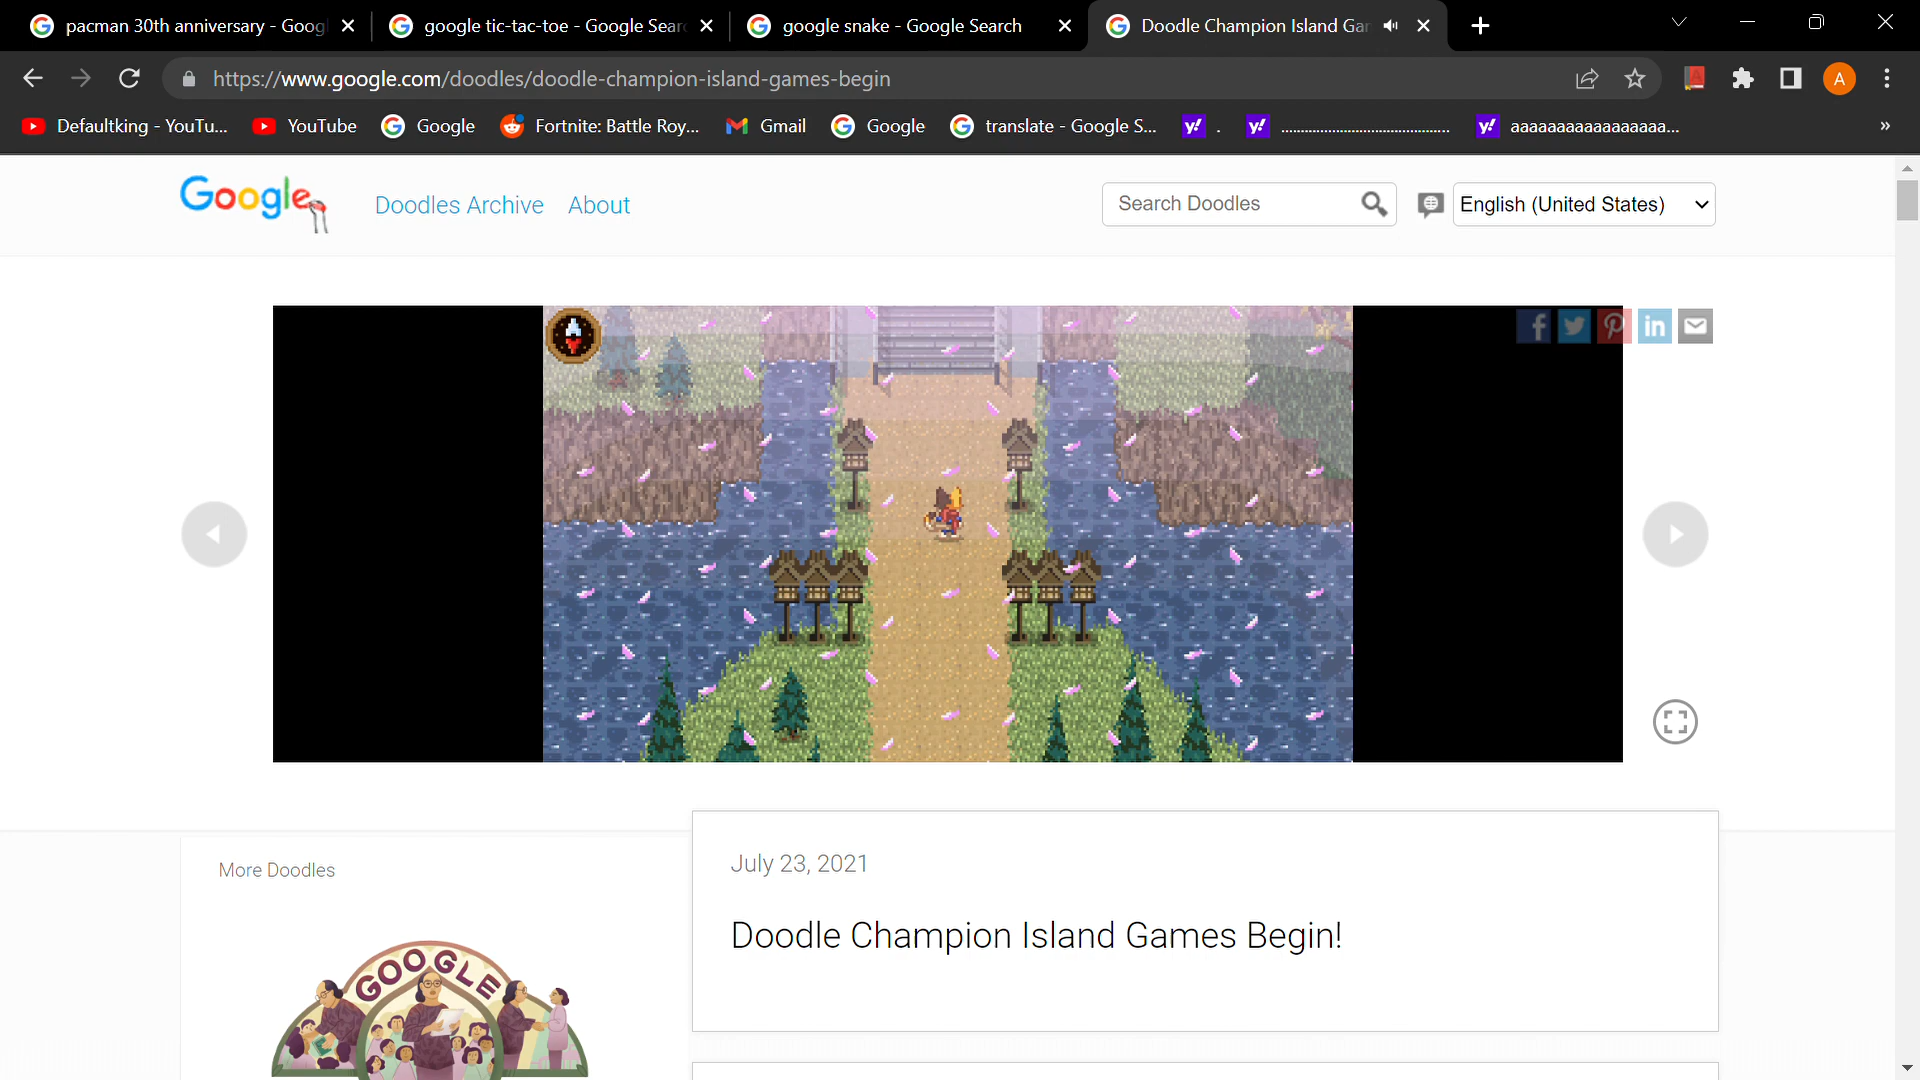 pacman 30th anniversary - Googl
google tic-tac-toe - Google Sear
google snake - Google Search
Doodle Champion Island Gar
https://www.google.com/doodles/doodle-champion-island-games-begin
A
Defaultking - YouTu...
YouTube
Google
Fortnite: Battle Roy...
Gmail
Google
translate - Google S...
.
aaaaaaaaaaaaaaaaa...
»
Google
Doodles Archive
About
Search Doodles
English (United States)
July 23, 2021
More Doodles
Doodle Champion Island Games Begin!
GOOGLE